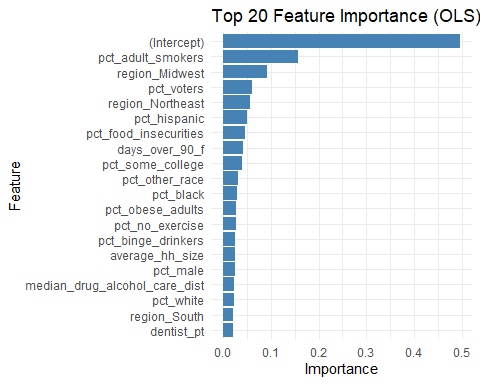 Top 20 Feature Importance (OLS)
(Intercept)
pct_adult_smokers
region_Midwest
pct_voters
region_Northeast
pct_hispanic
pct_food_insecurities
days_over_90_f
pct_some_college
pct_other_race
pct_black
pct_obese_adults
pct_no_exercise
pct_binge_drinkers
average_hh_size
pct_male
median_drug_alcohol_care_dist
pct_white
region_South
dentist_pt
Feature
0.0 0.1 0.2 0.3 0.4 0.5
Importance